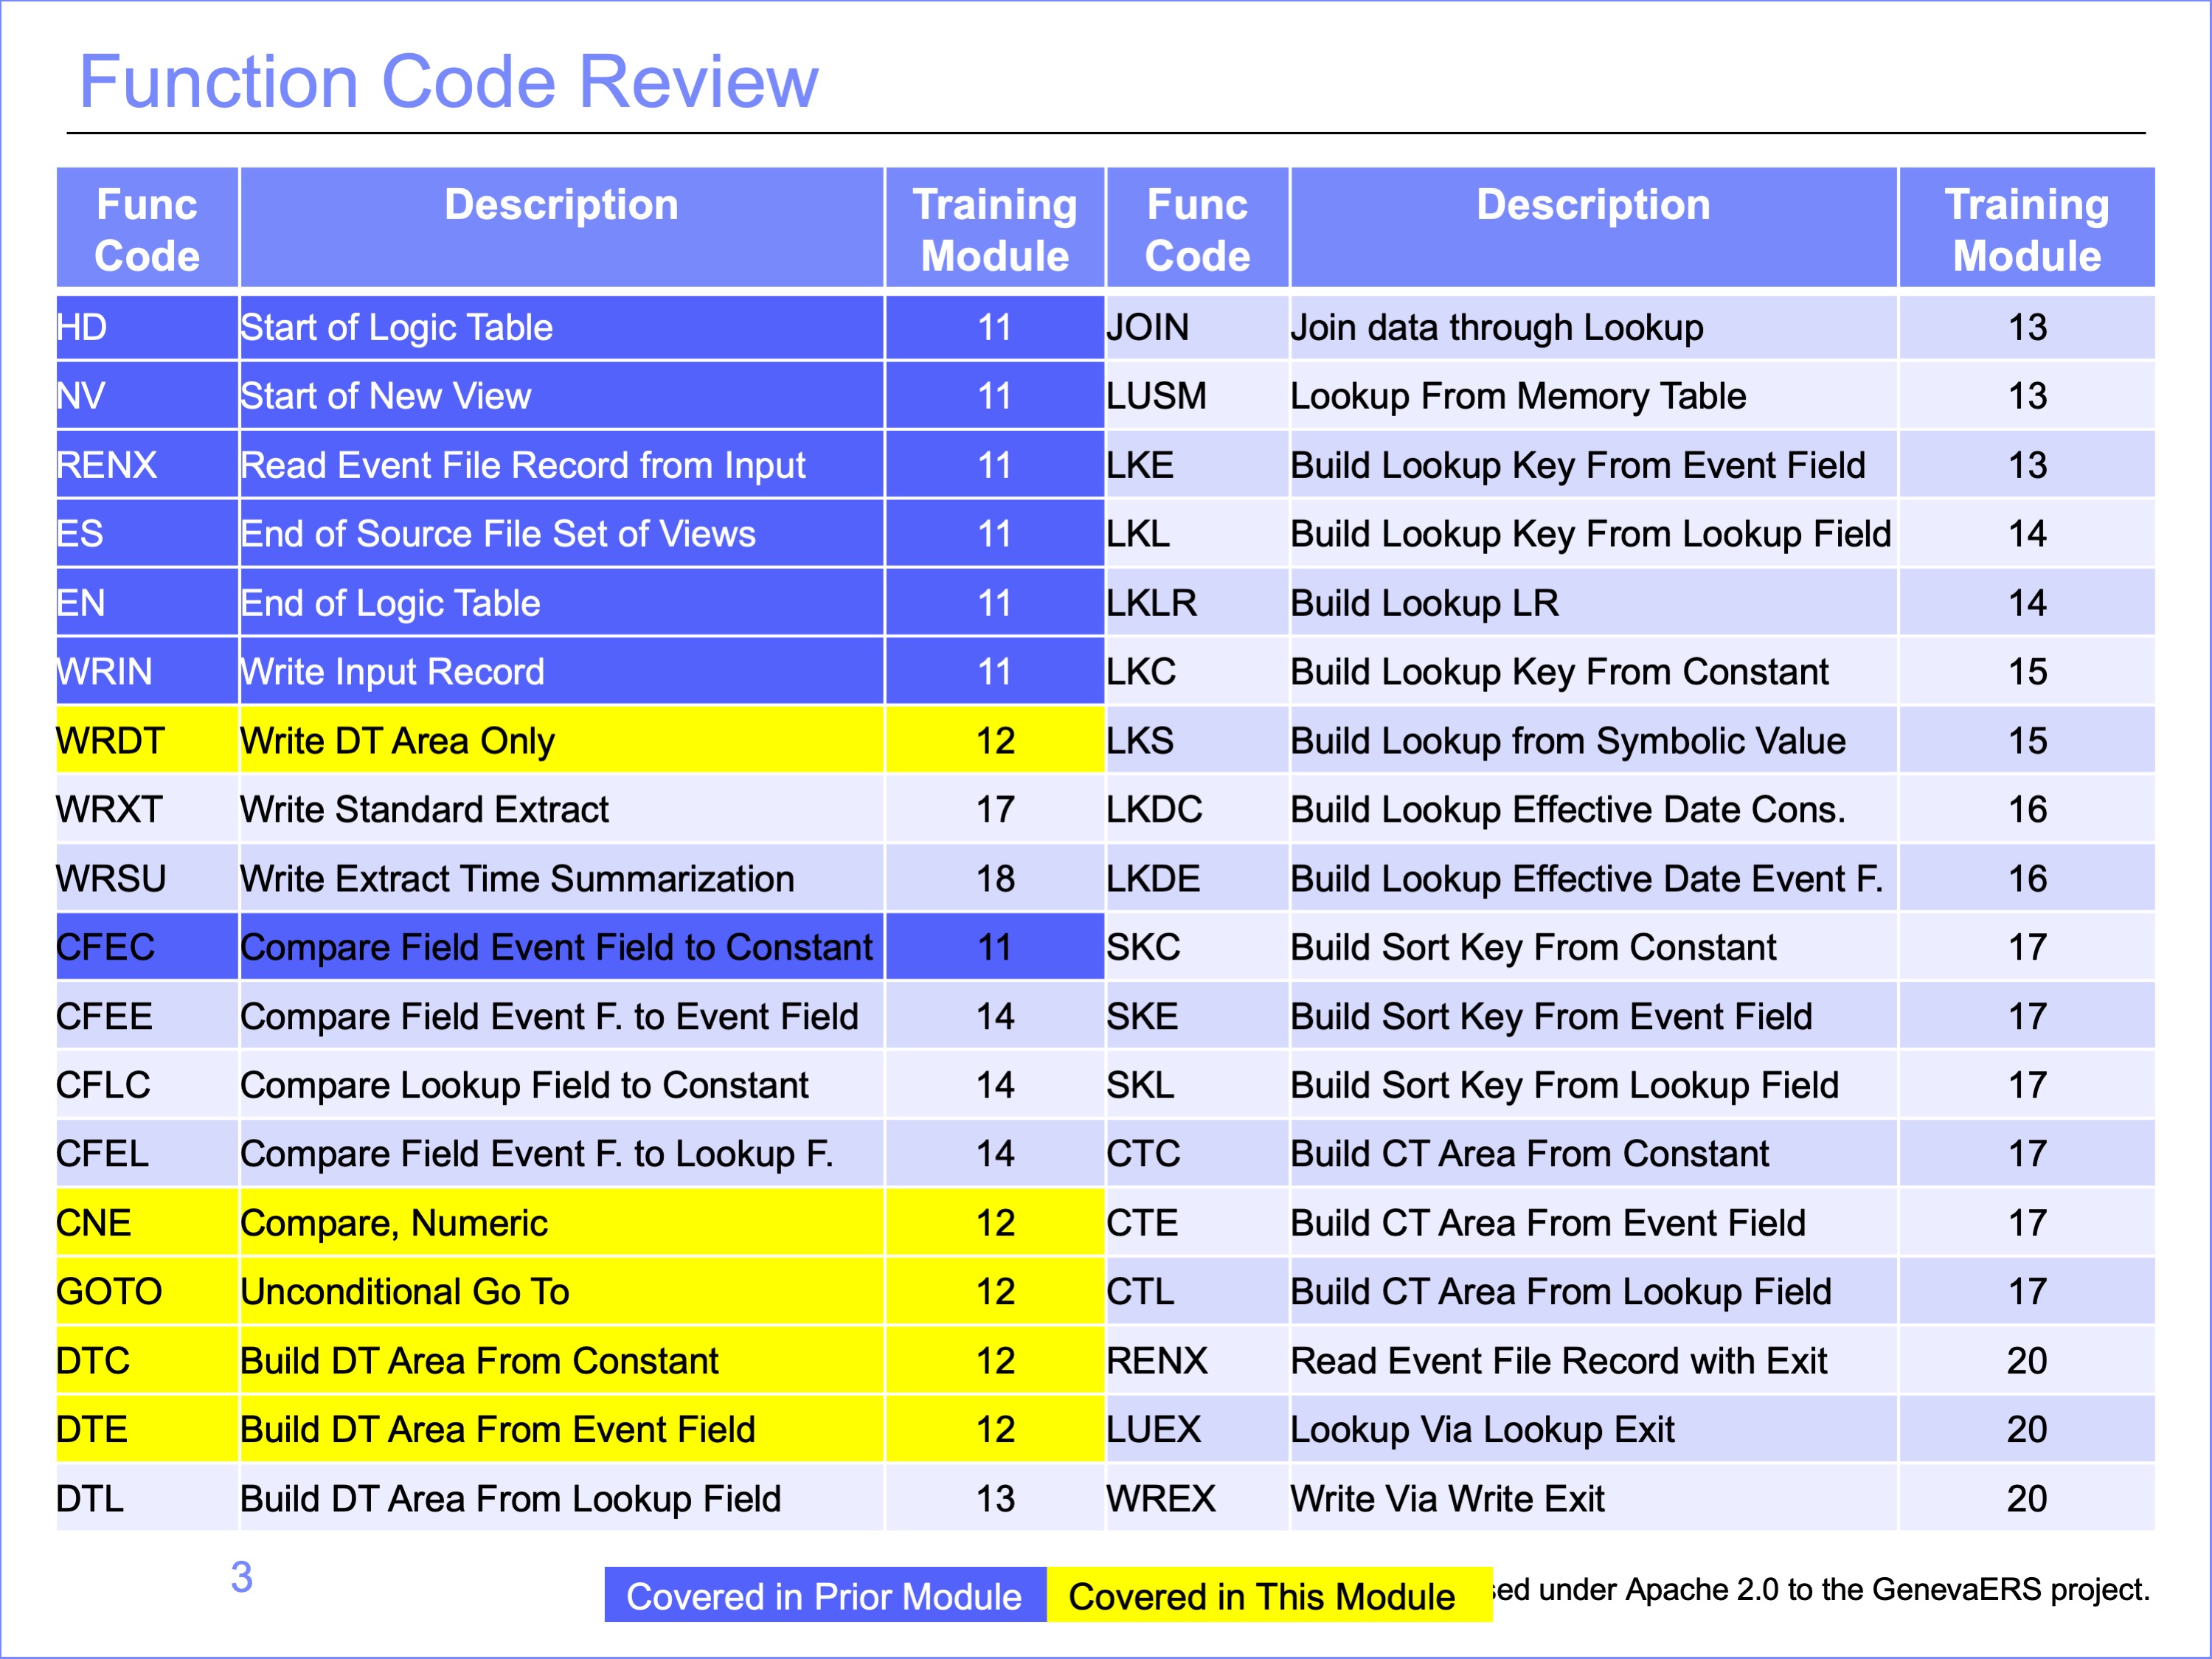 Function Code Review
Func Code Description Training Module Func Code Description Training Module
HD Start of Logic Table 11 JOIN Join data through Lookup 13
NV Start of New View 11 LUSM Lookup From Memory Table 13
RENX Read Event File Record from Input 11 LKE Build Lookup Key From Event Field 13
ES End of Source File Set of Views 11 LKL Build Lookup Key From Lookup Field 14
EN End of Logic Table 11 LKLR Build Lookup LR 14
WRIN Write Input Record 11 LKC Build Lookup Key From Constant 15
WRDT Write DT Area Only 12 LKS Build Lookup from Symbolic Value 15
WRXT Write Standard Extract 17 LKDC Build Lookup Effective Date Cons. 16
WRSU Write Extract Time Summarization 18 LKDE Build Lookup Effective Date Event F. 16
CFEC Compare Field Event Field to Constant 11 SKC Build Sort Key From Constant 17
CFEE Compare Field Event F. to Event Field 14 SKE Build Sort Key From Event Field 17
CFLC Compare Lookup Field to Constant 14 SKL Build Sort Key From Lookup Field 17
CFEL Compare Field Event F. to Lookup F. 14 CTC Build CT Area From Constant 17
CNE Compare, Numeric 12 CTE Build CT Area From Event Field 17
GOTO Unconditional Go To 12 CTL Build CT Area From Lookup Field 17
DTC Build DT Area From Constant 12 RENX Read Event File Record with Exit 20
DTE Build DT Area From Event Field 12 LUEX Lookup Via Lookup Exit 20
DTL Build DT Area From Lookup Field 13 WREX Write Via Write Exit 20
3 Covered in Prior Module Covered in This Module under Apache 2.0 to the GenevaERS project.